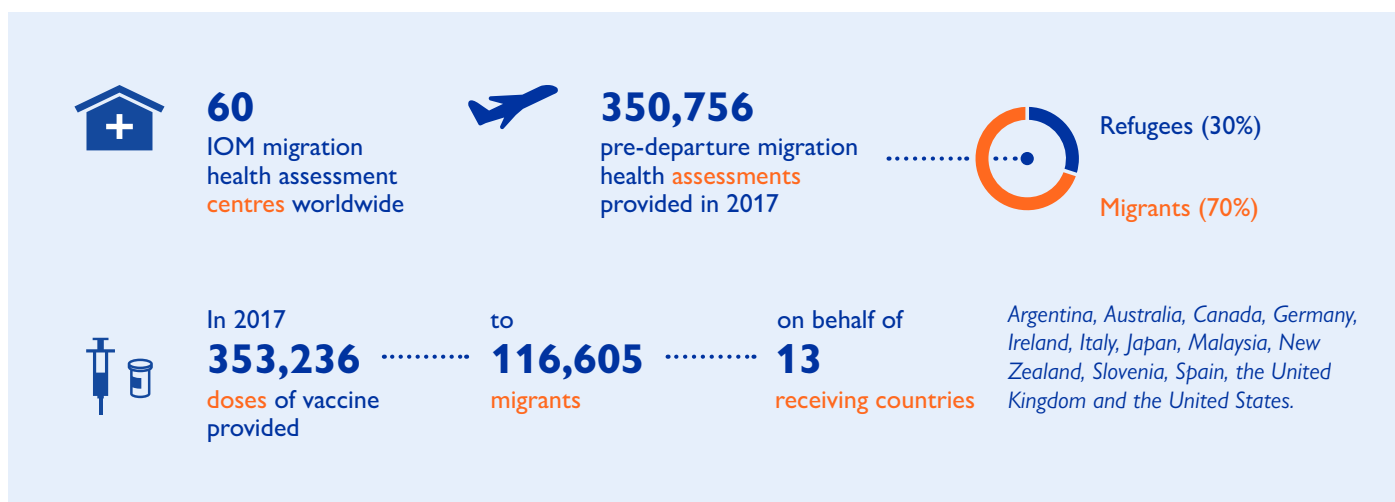 60
IOM migration
health assessment
centres worldwide
350,756
pre-departure migration
health assessments
provided in 2017
Refugees (30%)
Migrants (70%)
In 2017
353,236
doses of vaccine
provided
to
116,605
migrants
on behalf of
13
receiving countries
Argentina, Australia, Canada, Germany,
Ireland, Italy, Japan, Malaysia, New
Zealand, Slovenia, Spain, the United
Kingdom and the United States.